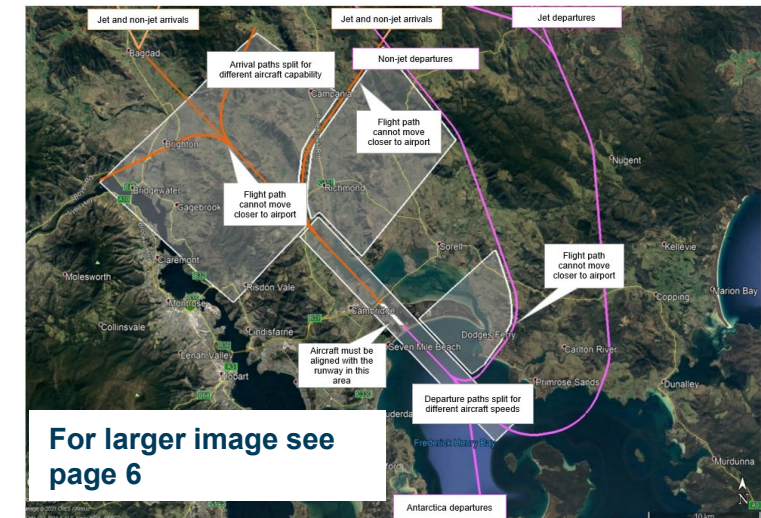 Jet and non-jet arrivals
Jet and non-jet arrivals
Jet departures
Bagdad
Arrival paths split for
different aircraft capability
Non-jet departures
Campania
Flight path
cannot move
closer to airport
Brighton
Nugent
Bridgewater
Flight path
cannot move
closer to airport
Richmond
Gagebrook
Sorell
Kellevie
Flight path
cannot move
closer to airport
Claremont
Molesworth
Risdon Vale
Marion Bay
Copping
Montrose
Cambridge
Collinsvale
Lindisfarne
Dodges Ferry
Lenah Valley
Seven Mile Beach
Carlton River
Aircraft must be
aligned with the
runway in this
area
Hobart
Primrose Sands
Dunalley
Departure paths split for
different aircraft speeds
For larger image see
page 6
Frederick Henry Bay
Murdunna
N
Antarctica departures
10 km